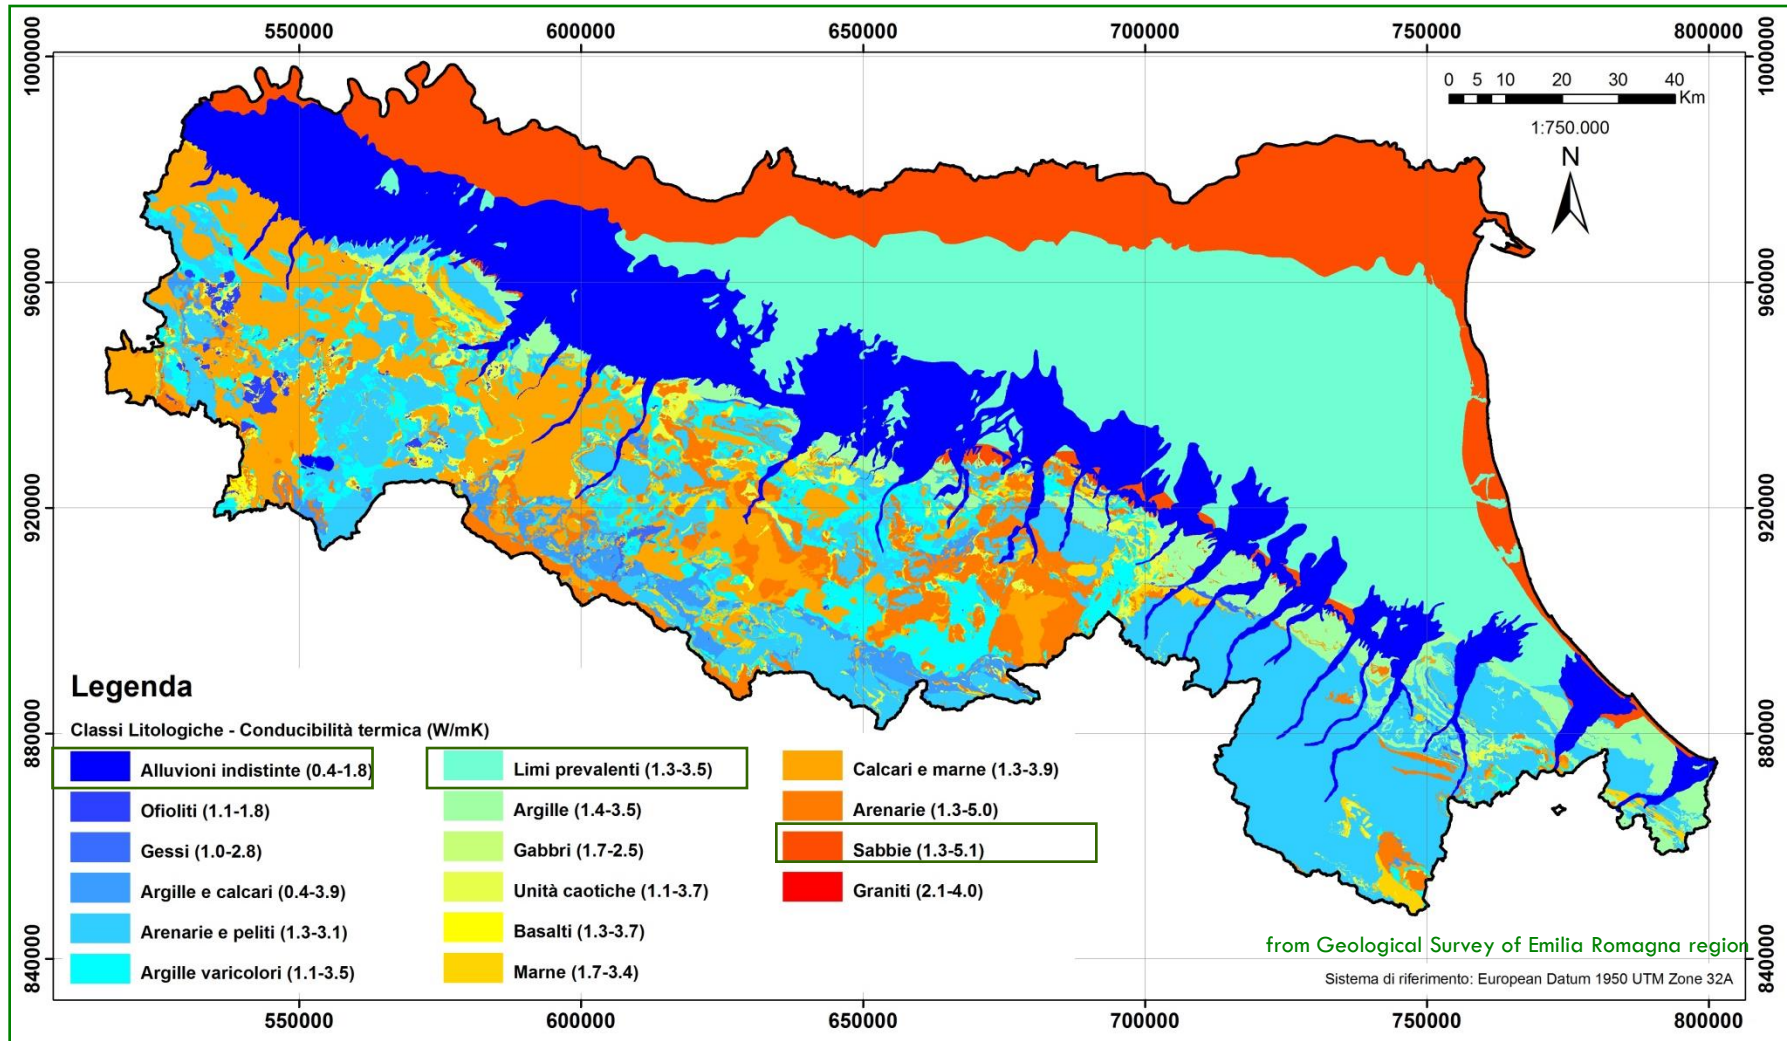 550000 600000 650000 700000 750000 800000
1000000 1000000
0 5 10 20 30 40
Km
1:750.000
N
960000 960000
920000 920000
880000 880000
840000 840000
Legenda
Classi Litologiche - Conducibilità termica (W/mK)
Alluvioni indistinte (0.4-1.8)
Ofioliti (1.1-1.8)
Gessi (1.0-2.8)
Argille e calcari (0.4-3.9)
Arenarie e peliti (1.3-3.1)
Argille varicolori (1.1-3.5)
Limi prevalenti (1.3-3.5)
Argille (1.4-3.5)
Gabbri (1.7-2.5)
Unità caotiche (1.1-3.7)
Basalti (1.3-3.7)
Marne (1.7-3.4)
Calcari e marne (1.3-3.9)
Arenarie (1.3-5.0)
Sabbie (1.3-5.1)
Graniti (2.1-4.0)
from Geological Survey of Emilia Romagna region
Sistema di riferimento: European Datum 1950 UTM Zone 32A
550000 600000 650000 700000 750000 800000